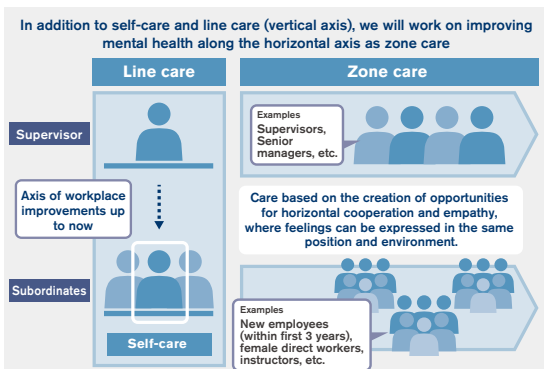 In addition to self-care and line care (vertical axis), we will work on improving
mental health along the horizontal axis as zone care
Line care
Zone care
Supervisor
Examples
Supervisors,
Senior
managers, etc.
Axis of workplace
improvements up
to now
Care based on the creation of opportunities
for horizontal cooperation and empathy,
where feelings can be expressed in the same
position and environment.
Subordinates
Self-care
Examples
New employees
(within first 3 years),
female direct workers,
instructors, etc.